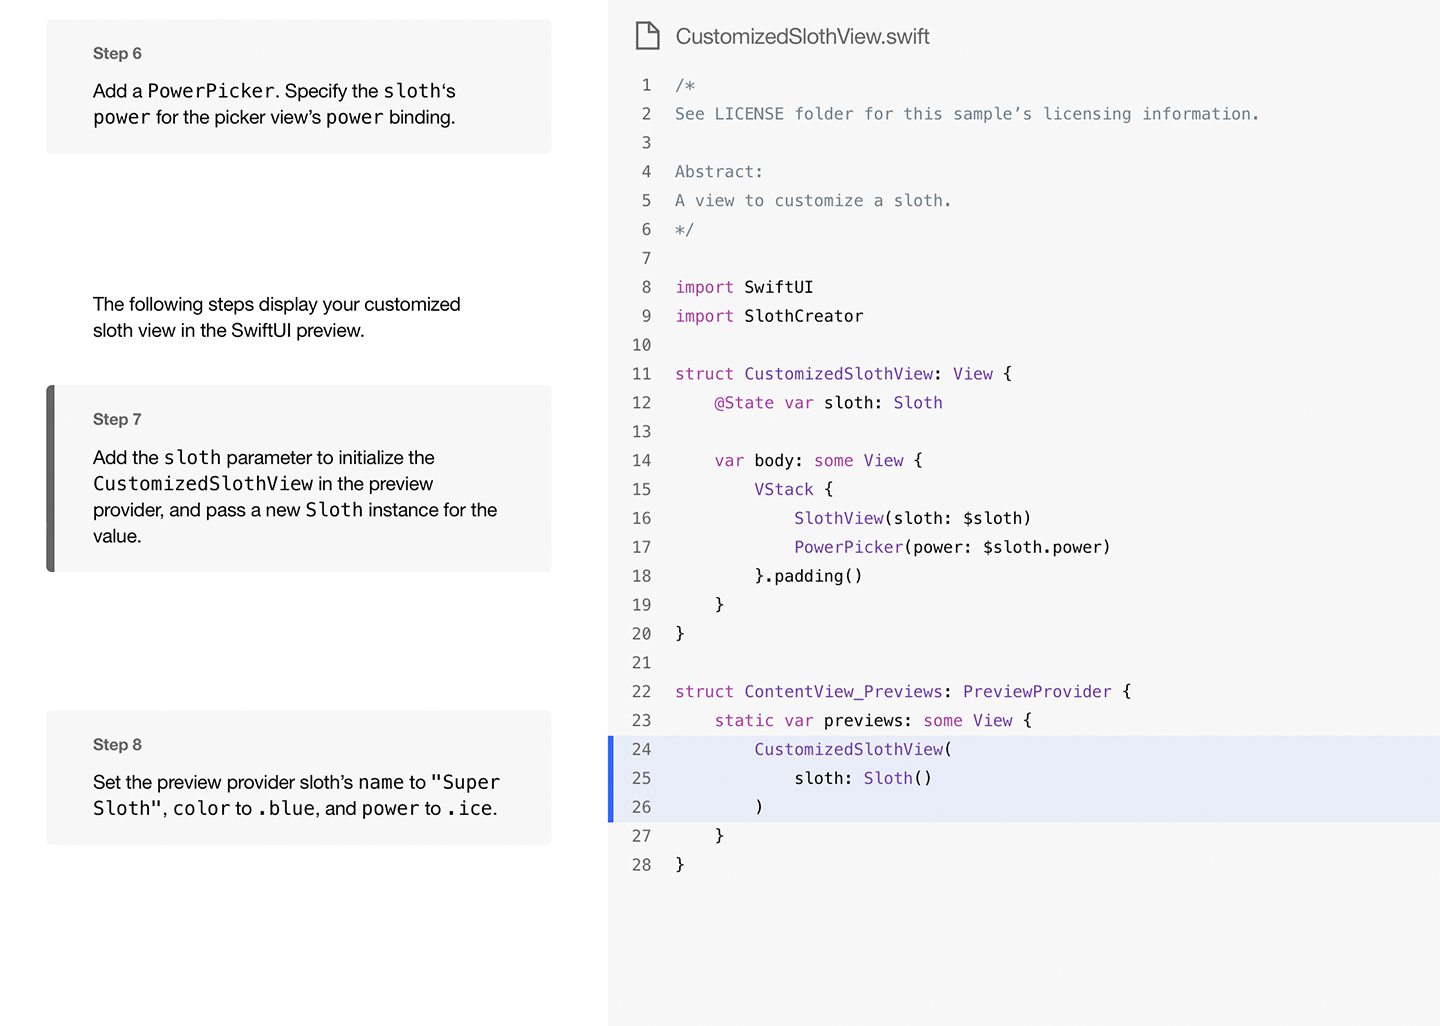 Step 6
Add a PowerPicker. Specify the sloth‘s
power for the picker view’s power binding.
The following steps display your customized
sloth view in the SwiftUI preview.
Step 7
Add the sloth parameter to initialize the
CustomizedSlothView in the preview
provider, and pass a new Sloth instance for the
value.
Step 8
Set the preview provider sloth’s name to "Super
Sloth", color to .blue, and power to .ice.
CustomizedSlothView.swift
1 /*
2 See LICENSE folder for this sample’s licensing information.
3
4 Abstract:
5 A view to customize a sloth.
6 */
7
8 import SwiftUI
9 import SlothCreator
10
11 struct CustomizedSlothView: View {
12     @State var sloth: Sloth
13
14     var body: some View {
15         VStack {
16             SlothView(sloth: $sloth)
17             PowerPicker(power: $sloth.power)
18         }.padding()
19     }
20 }
21
22 struct ContentView_Previews: PreviewProvider {
23     static var previews: some View {
24         CustomizedSlothView(
25             sloth: Sloth()
26         )
27     }
28 }